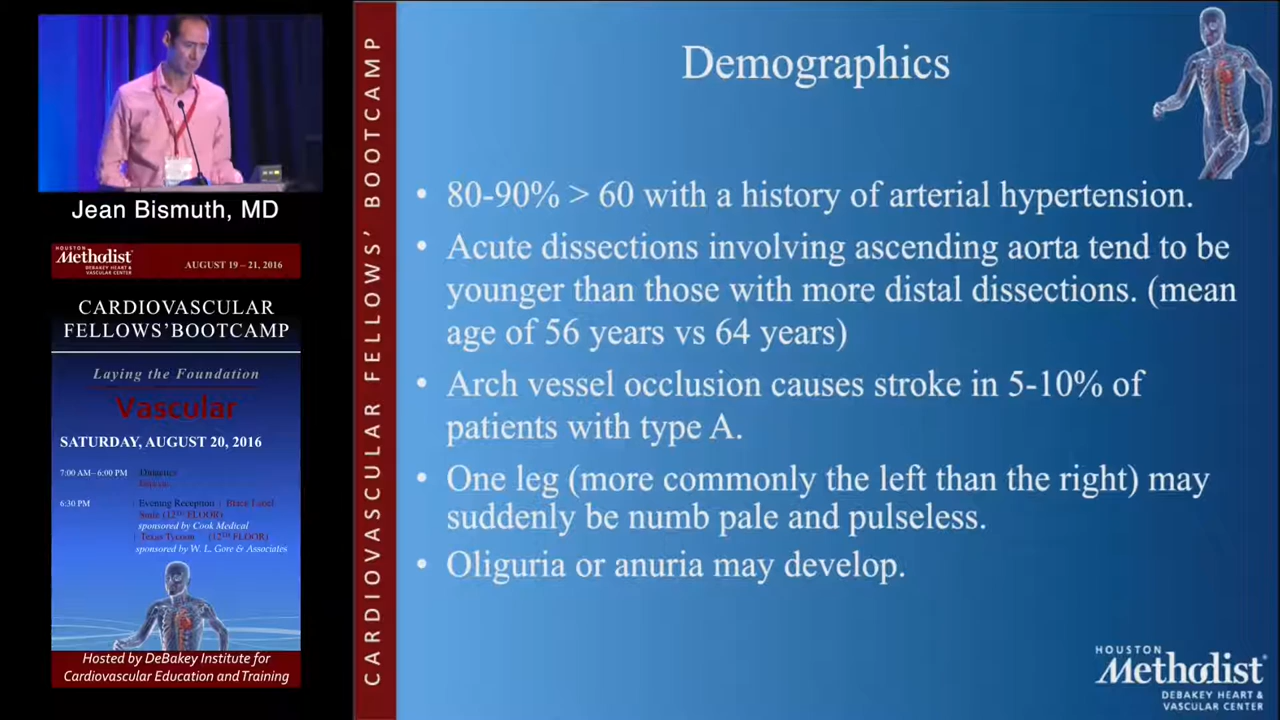 Jean Bismuth, MD
HOUSTON
Methodist
DEBAKEY HEART &
VASCULAR CENTER
AUGUST 19 – 21, 2016
CARDIOVASCULAR
FELLOWS’BOOTCAMP
Laying the Foundation
Vascular
SATURDAY, AUGUST 20, 2016
7:00 AM– 6:00 PM
6:30 PM
Evening Reception
(12TH FLOOR)
sponsored by Cook Medical
(12TH FLOOR)
sponsored by W. L. Gore & Associates
Hosted by DeBakey Institute for
Cardiovascular Education and Training
CARDIOVASCULAR FELLOWS’ BOOTCAMP
Demographics
• 80-90% > 60 with a history of arterial hypertension.
• Acute dissections involving ascending aorta tend to be
younger than those with more distal dissections. (mean
age of 56 years vs 64 years)
• Arch vessel occlusion causes stroke in 5-10% of
patients with type A.
• One leg (more commonly the left than the right) may
suddenly be numb pale and pulseless.
• Oliguria or anuria may develop.
HOUSTON
Methodist
DEBAKEY HEART &
VASCULAR CENTER